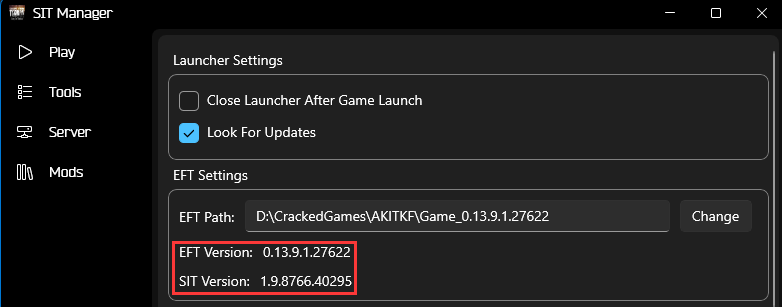 SIT Manager
Play
Tools
Server
Mods
Launcher Settings
Close Launcher After Game Launch
Look For Updates
EFT Settings
EFT Path: D:\CrackedGames\AKITKF\Game_0.13.9.1.27622 Change
EFT Version: 0.13.9.1.27622
SIT Version: 1.9.8766.40295